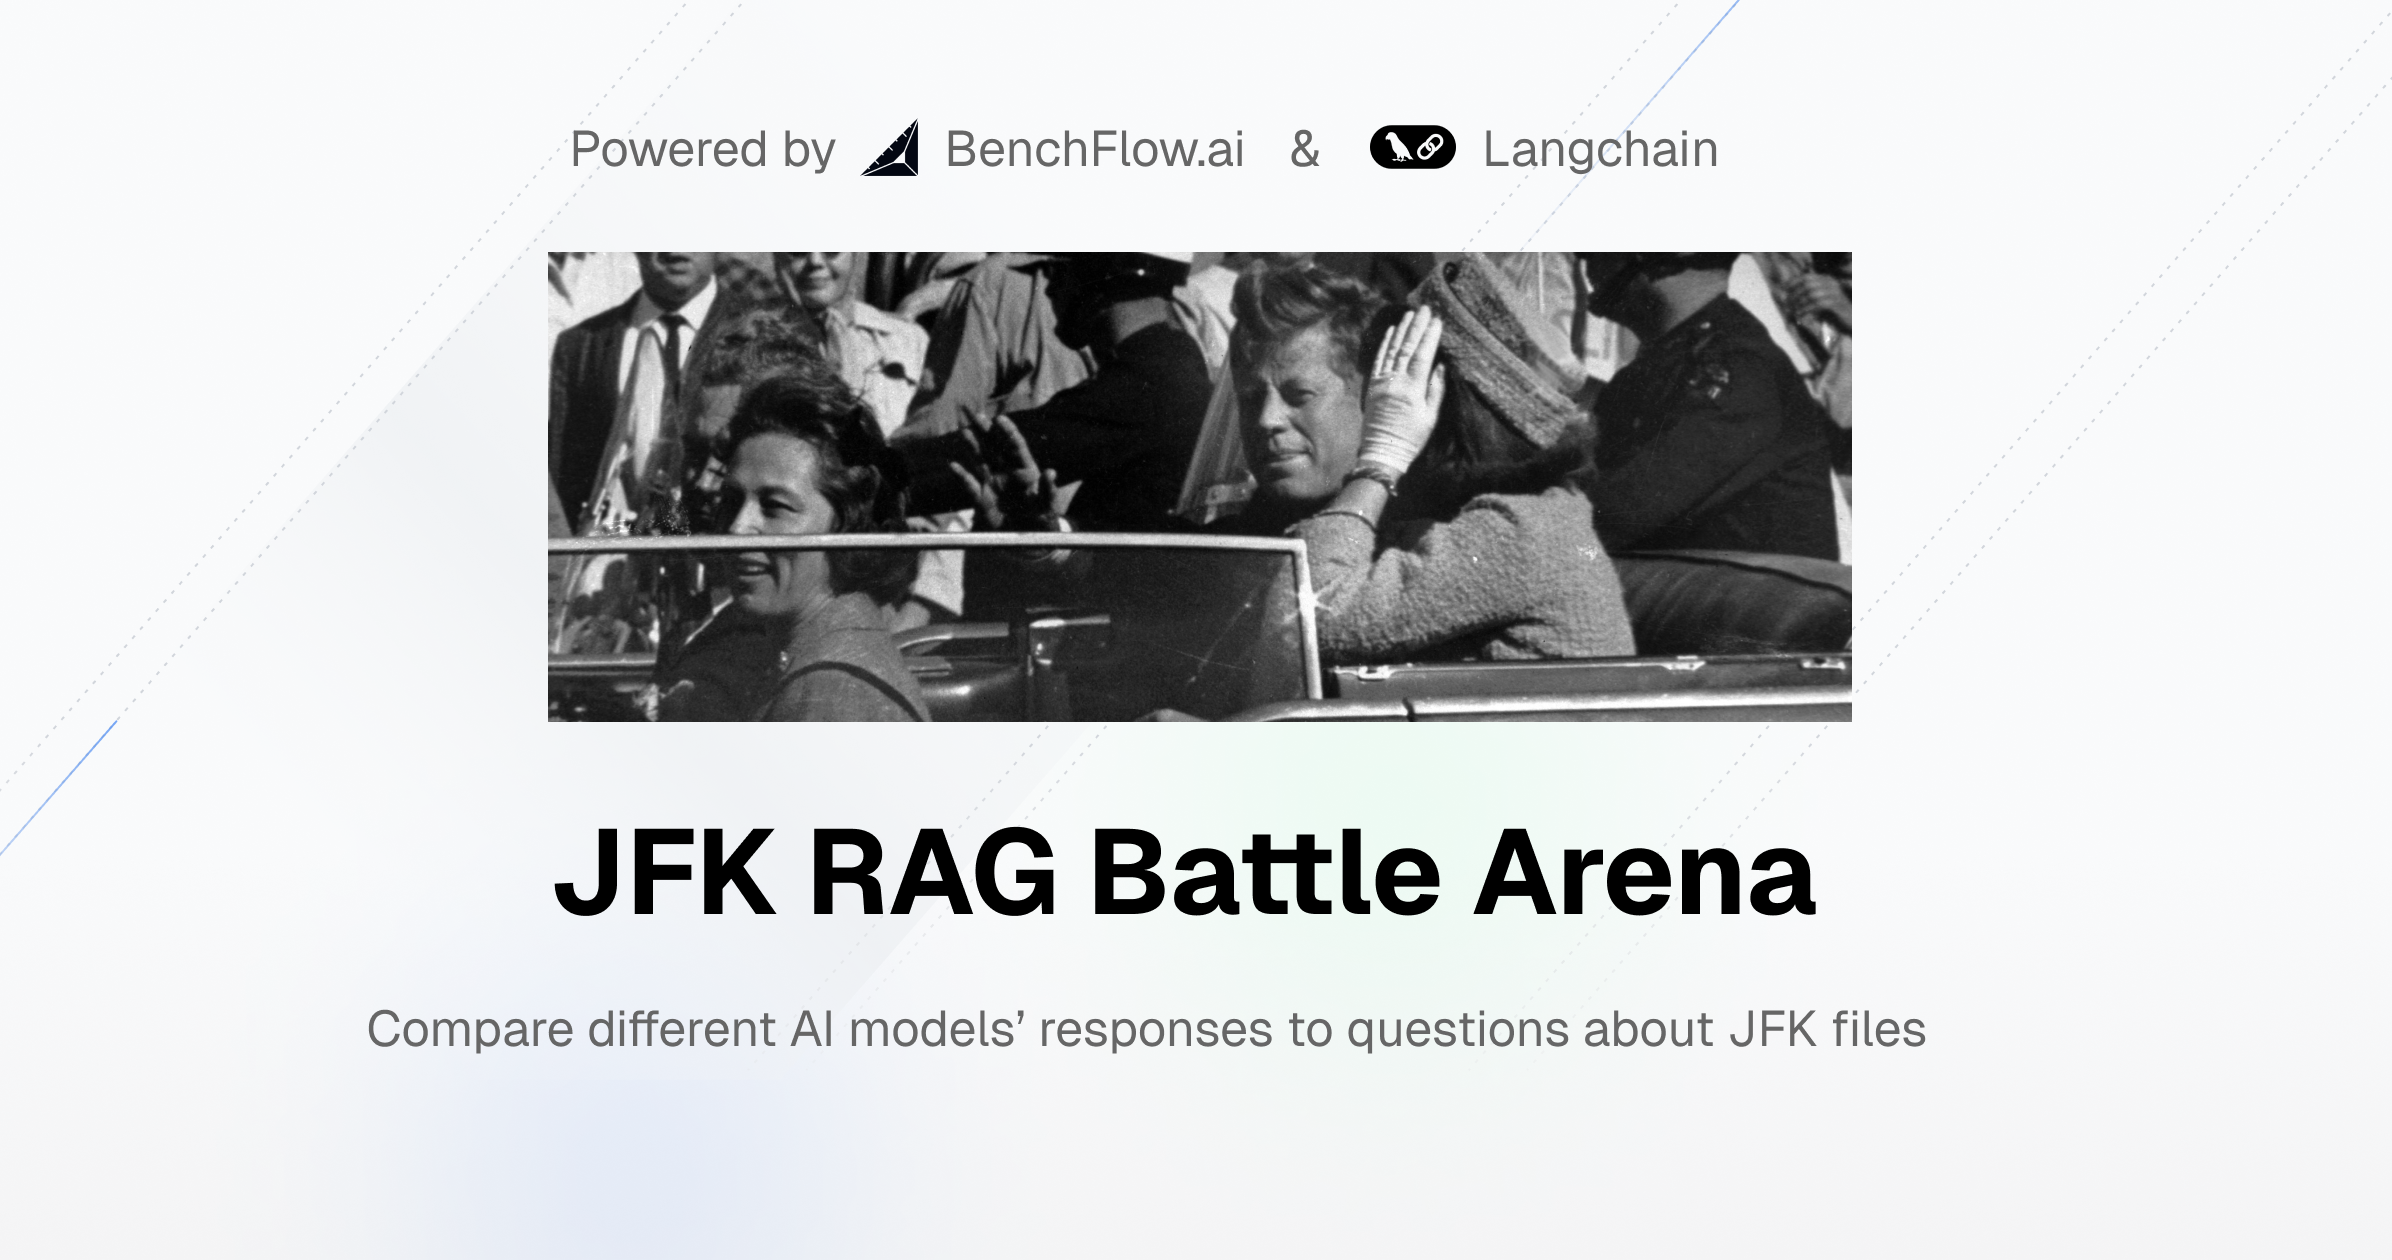 Powered by BenchFlow.ai & Langchain
JFK RAG Battle Arena
Compare different AI models’ responses to questions about JFK files